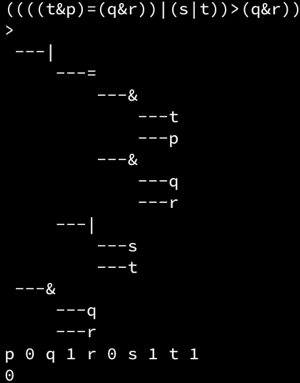 ((((t&p)=(q&r))|(s|t))>(q&r))
>
---|
---=
---&
---t
---p
---&
---q
---r
---|
---s
---t
---&
---q
---r
p 0 q 1 r 0 s 1 t 1
0